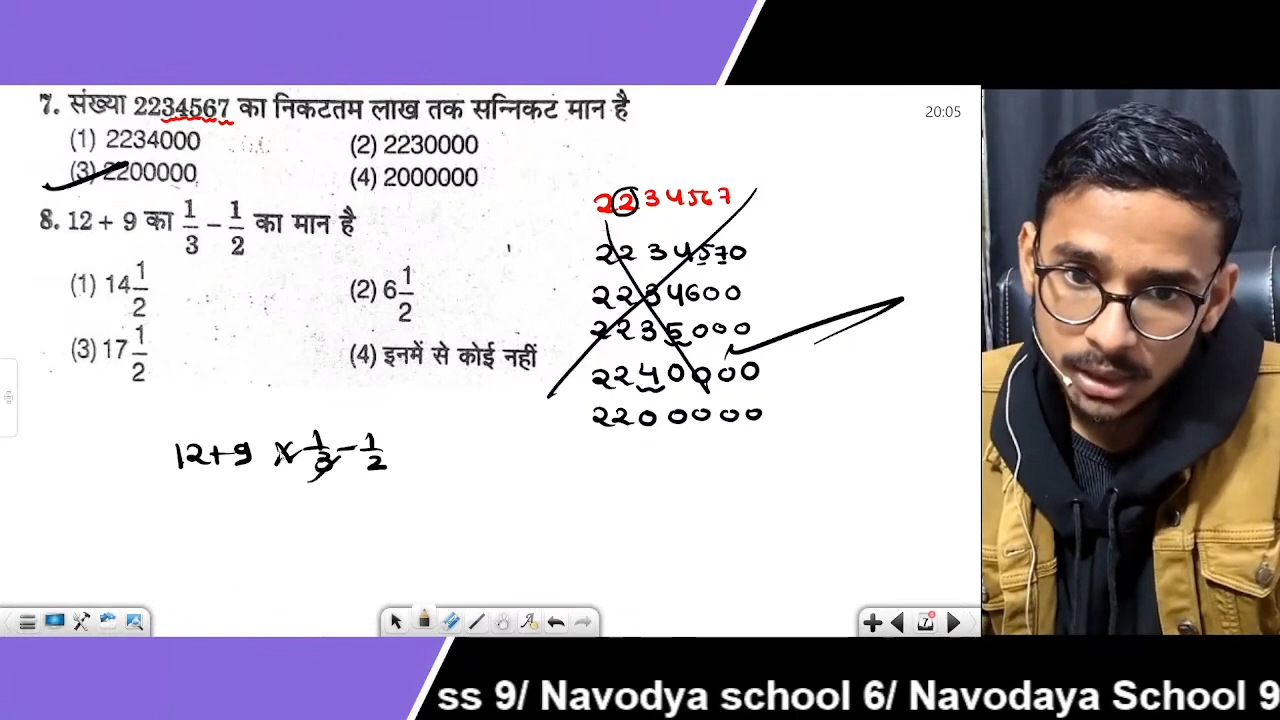 7. संख्या 2234567 का निकटतम लाख तक सन्निकट मान है
(1) 2234000 (2) 2230000
(3) 2200000 (4) 2000000
8. 12 + 9 का 1/3 − 1/2 का मान है
(1) 14 1/2 (2) 6 1/2
(3) 17 1/2 (4) इनमें से कोई नहीं
12+9 × 1/3 − 1/2
2234567
2234570
2234600
2235000
2240000
2200000
20:05
7
ss 9/ Navodya school 6/ Navodaya School 9